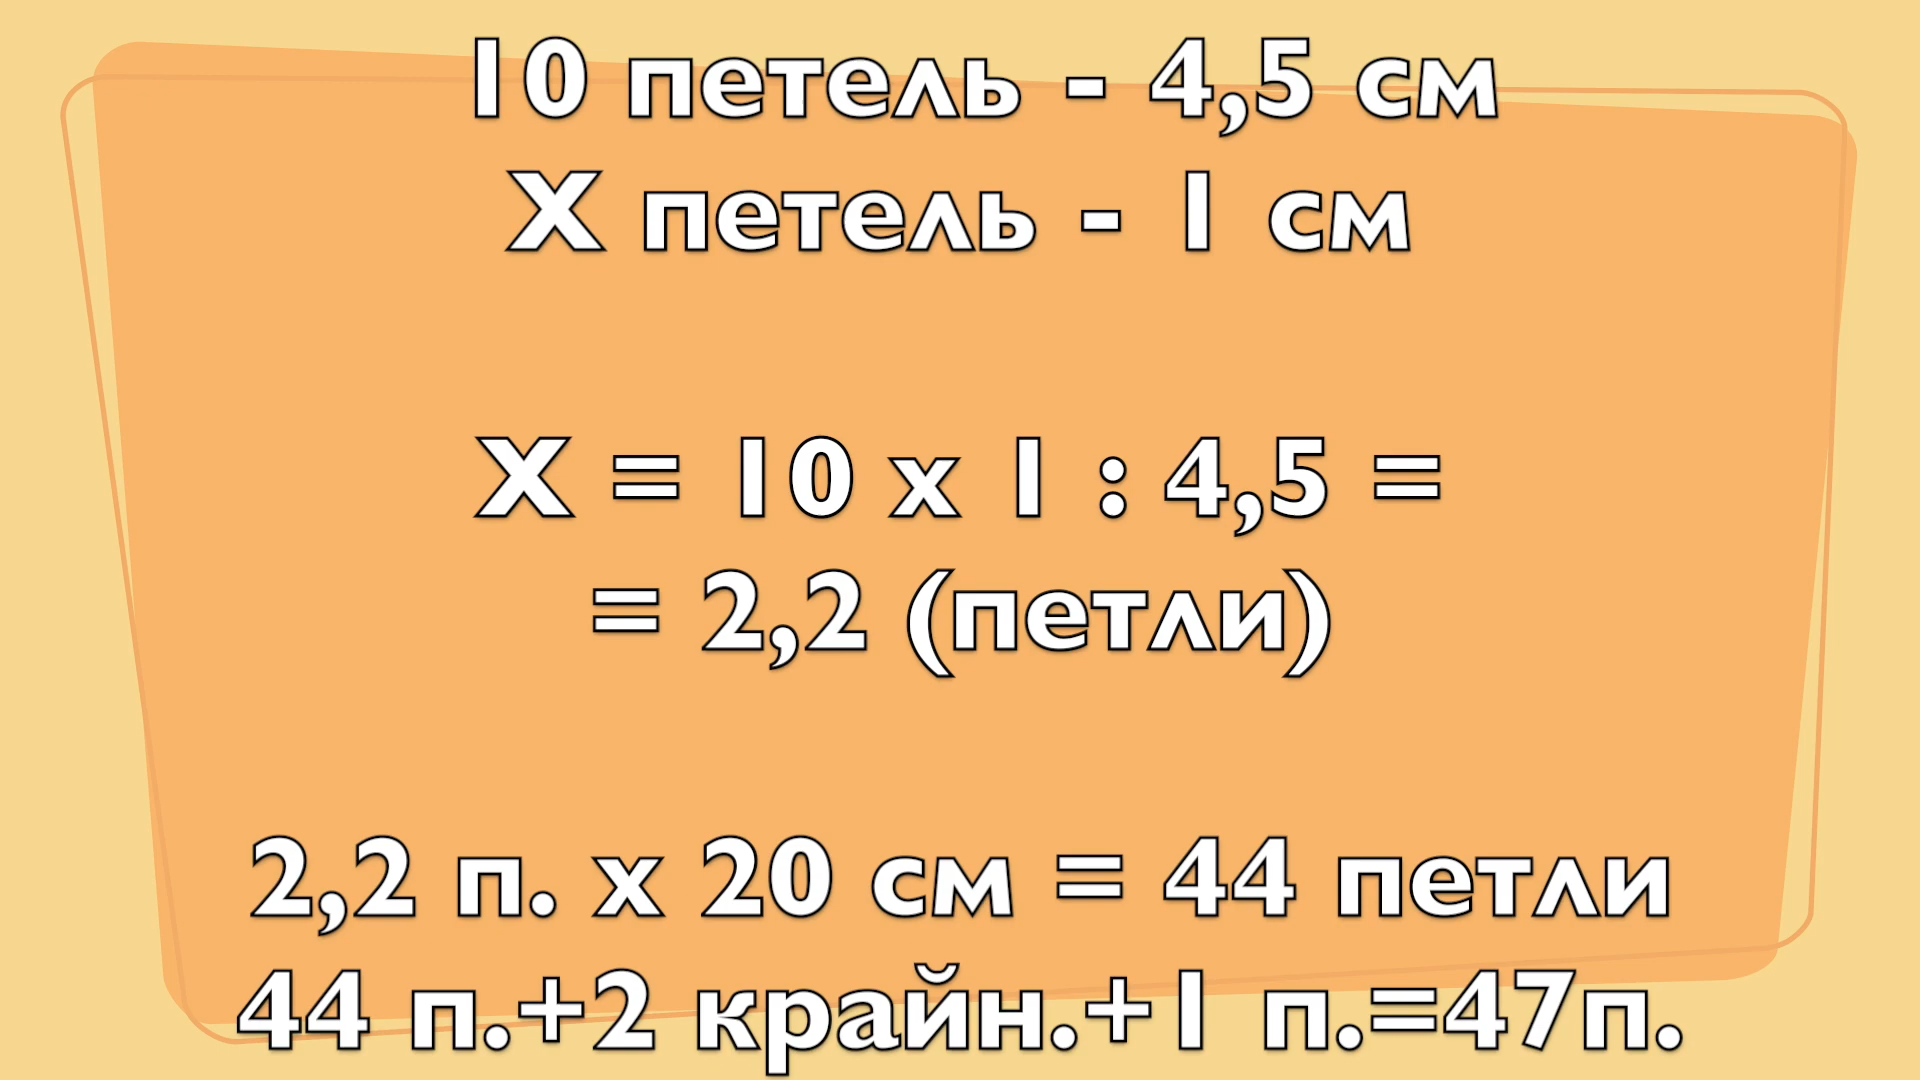 10 петель - 4,5 см
Х петель - 1 см
Х = 10 х 1 : 4,5 =
= 2,2 (петли)
2,2 п. х 20 см = 44 петли
44 п.+2 крайн.+1 п.=47п.